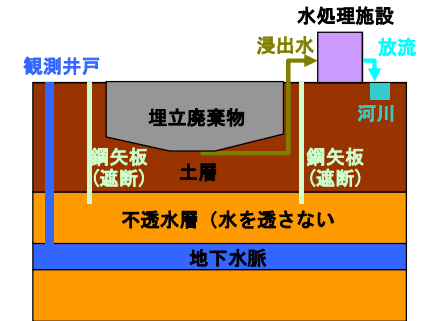 水処理施設
浸出水
放流
観測井戸
河川
埋立廃棄物
鋼矢板
(遮断)
鋼矢板
(遮断)
土層
不透水層（水を透さない
地下水脈